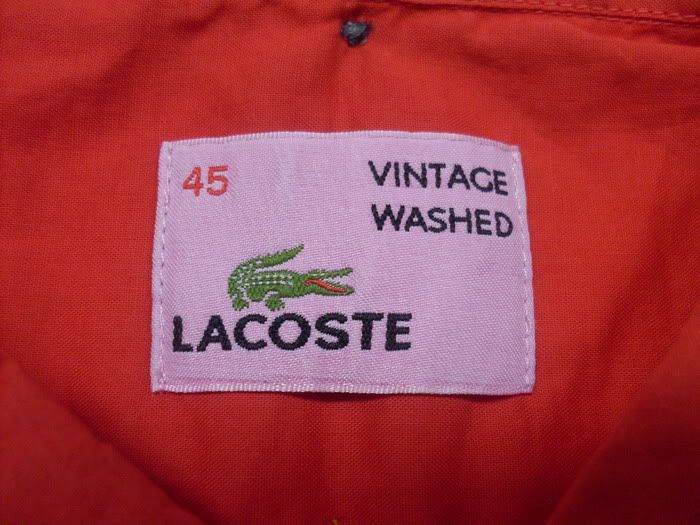 45
VINTAGE
WASHED
LACOSTE